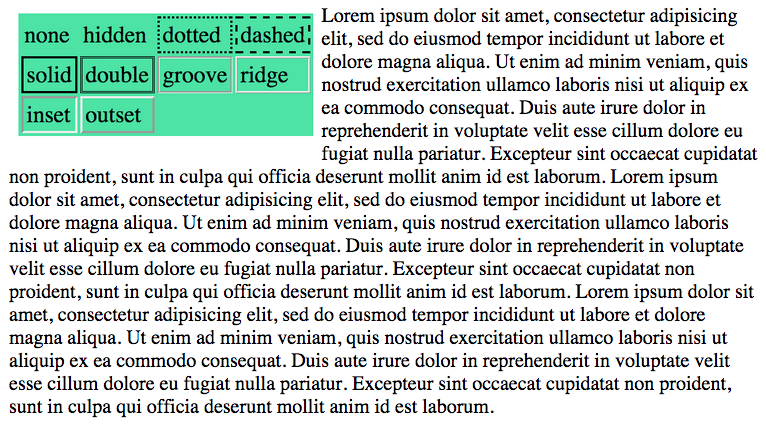 none hidden dotted dashed
solid double groove ridge
inset outset
Lorem ipsum dolor sit amet, consectetur adipisicing
elit, sed do eiusmod tempor incididunt ut labore et
dolore magna aliqua. Ut enim ad minim veniam, quis
nostrud exercitation ullamco laboris nisi ut aliquip ex
ea commodo consequat. Duis aute irure dolor in
reprehenderit in voluptate velit esse cillum dolore eu
fugiat nulla pariatur. Excepteur sint occaecat cupidatat
non proident, sunt in culpa qui officia deserunt mollit anim id est laborum. Lorem ipsum
dolor sit amet, consectetur adipisicing elit, sed do eiusmod tempor incididunt ut labore et
dolore magna aliqua. Ut enim ad minim veniam, quis nostrud exercitation ullamco laboris
nisi ut aliquip ex ea commodo consequat. Duis aute irure dolor in reprehenderit in voluptate
velit esse cillum dolore eu fugiat nulla pariatur. Excepteur sint occaecat cupidatat non
proident, sunt in culpa qui officia deserunt mollit anim id est laborum. Lorem ipsum dolor sit
amet, consectetur adipisicing elit, sed do eiusmod tempor incididunt ut labore et dolore
magna aliqua. Ut enim ad minim veniam, quis nostrud exercitation ullamco laboris nisi ut
aliquip ex ea commodo consequat. Duis aute irure dolor in reprehenderit in voluptate velit
esse cillum dolore eu fugiat nulla pariatur. Excepteur sint occaecat cupidatat non proident,
sunt in culpa qui officia deserunt mollit anim id est laborum.